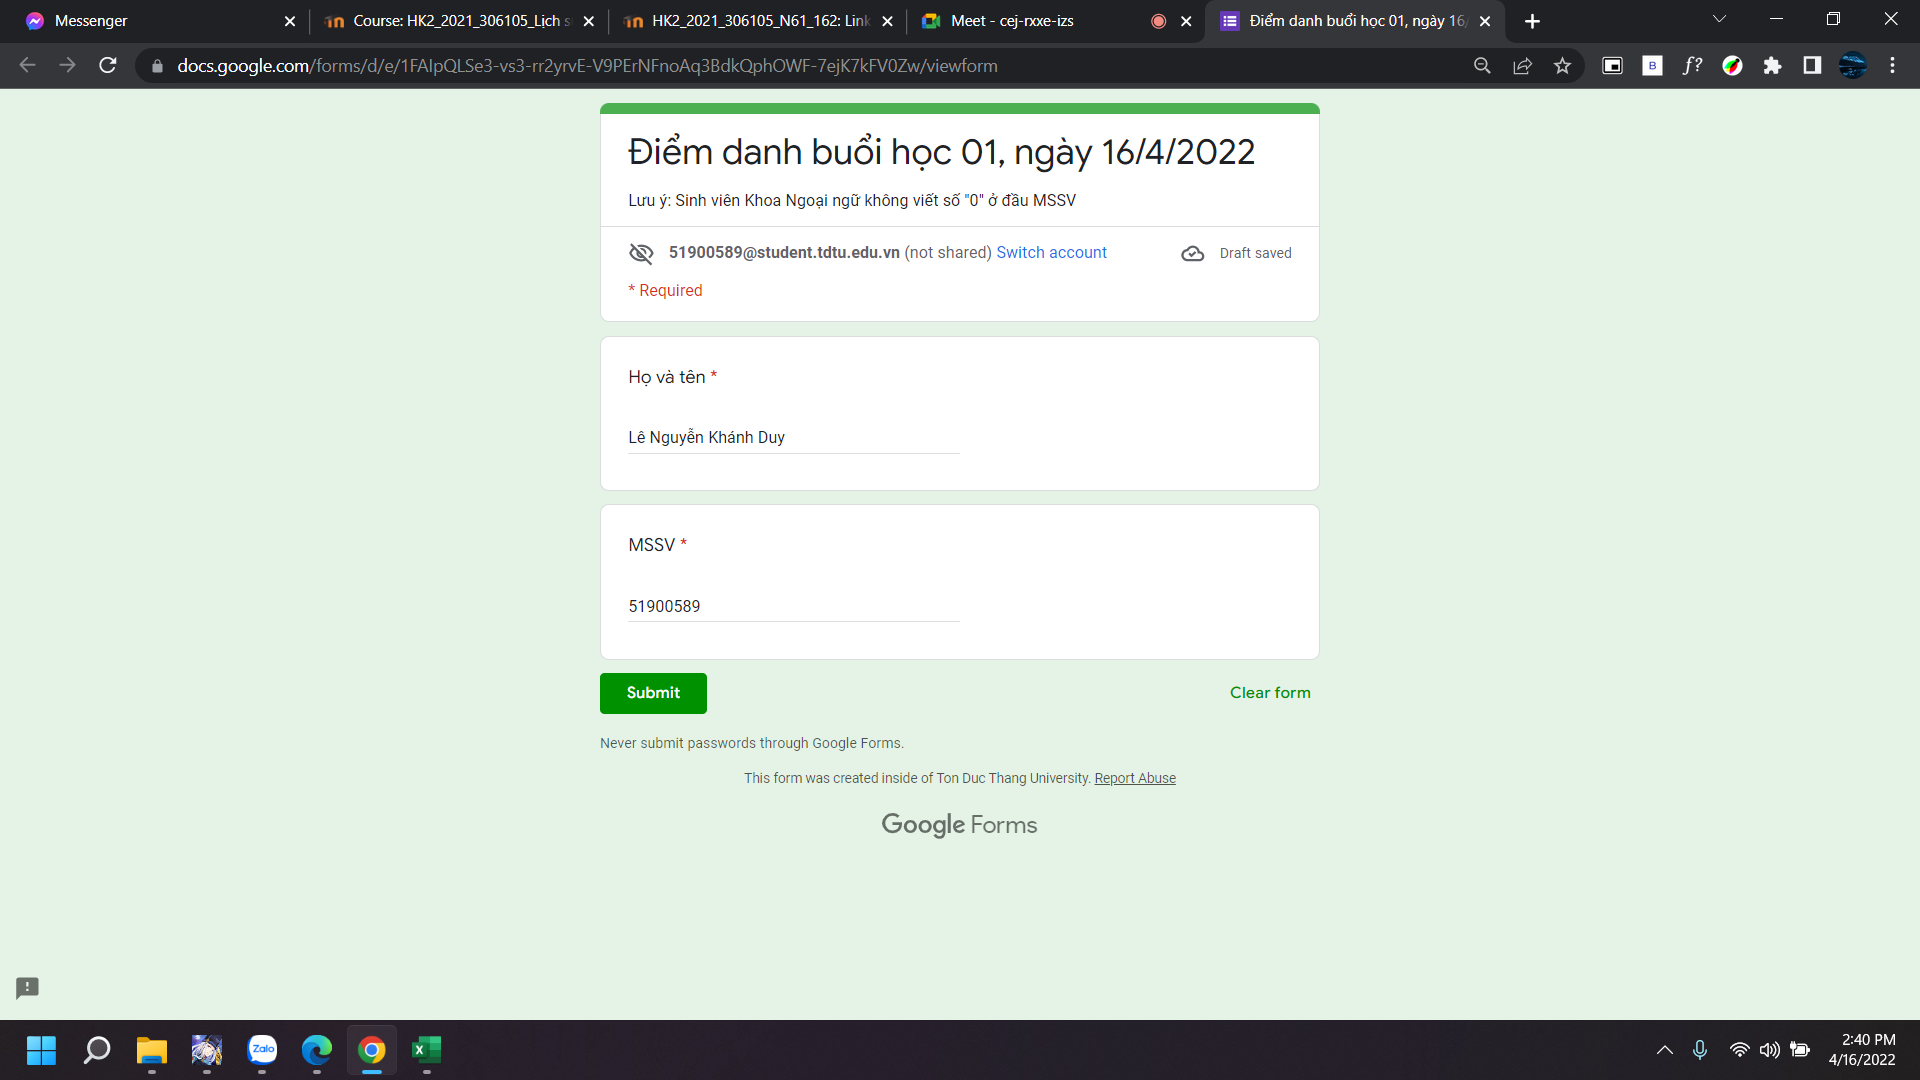 Messenger
Course: HK2_2021_306105_Lịch s
HK2_2021_306105_N61_162: Link
Meet - cej-rxxe-izs
Điểm danh buổi học 01, ngày 16/
docs.google.com/forms/d/e/1FAIpQLSe3-vs3-rr2yrvE-V9PErNFnoAq3BdkQphOWF-7ejK7kFV0Zw/viewform
B
f?
Điểm danh buổi học 01, ngày 16/4/2022
Lưu ý: Sinh viên Khoa Ngoại ngữ không viết số "0" ở đầu MSSV
51900589@student.tdtu.edu.vn (not shared) Switch account
Draft saved
* Required
Họ và tên *
Lê Nguyễn Khánh Duy
MSSV *
51900589
Submit
Clear form
Never submit passwords through Google Forms.
This form was created inside of Ton Duc Thang University. Report Abuse
Google Forms
Zalo
2:40 PM
4/16/2022